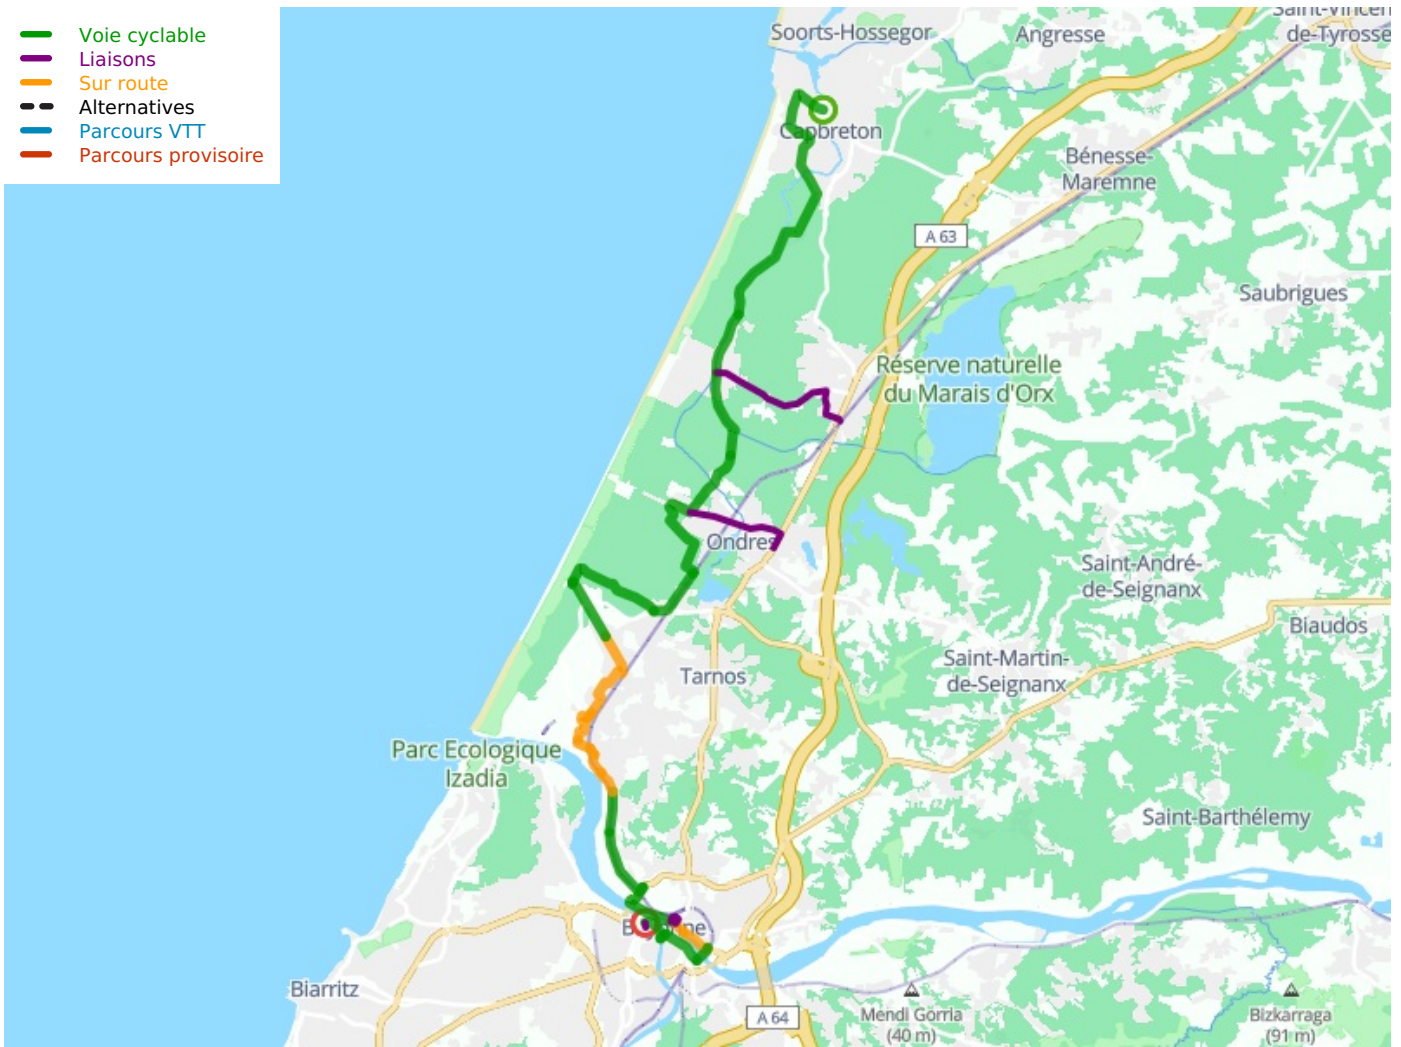 Voie cyclable
Liaisons
Sur route
Alternatives
Parcours VTT
Parcours provisoire
Soorts-Hossegor
Angresse
de-Tyrosse
Capbreton
Bénesse-
Maremne
A 63
Saubrigues
Réserve naturelle
du Marais d'Orx
Ondres
Saint-André-
de-Seignanx
Biaudos
Saint-Martin-
de-Seignanx
Tarnos
Parc Ecologique
Izadia
Saint-Barthélemy
Biarritz
A 64
Mendi Gorria
(40 m)
Bizkarraga
(91 m)